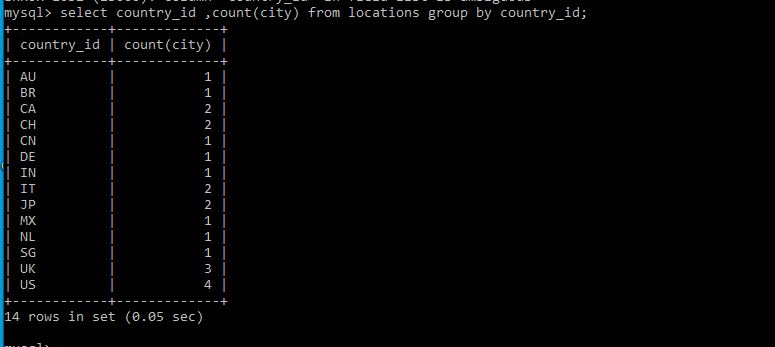 mysql> select country_id ,count(city) from locations group by country_id;
+------------+-------------+
| country_id | count(city) |
+------------+-------------+
| AU         |           1 |
| BR         |           1 |
| CA         |           2 |
| CH         |           2 |
| CN         |           1 |
| DE         |           1 |
| IN         |           1 |
| IT         |           2 |
| JP         |           2 |
| MX         |           1 |
| NL         |           1 |
| SG         |           1 |
| UK         |           3 |
| US         |           4 |
+------------+-------------+
14 rows in set (0.05 sec)
mysql>